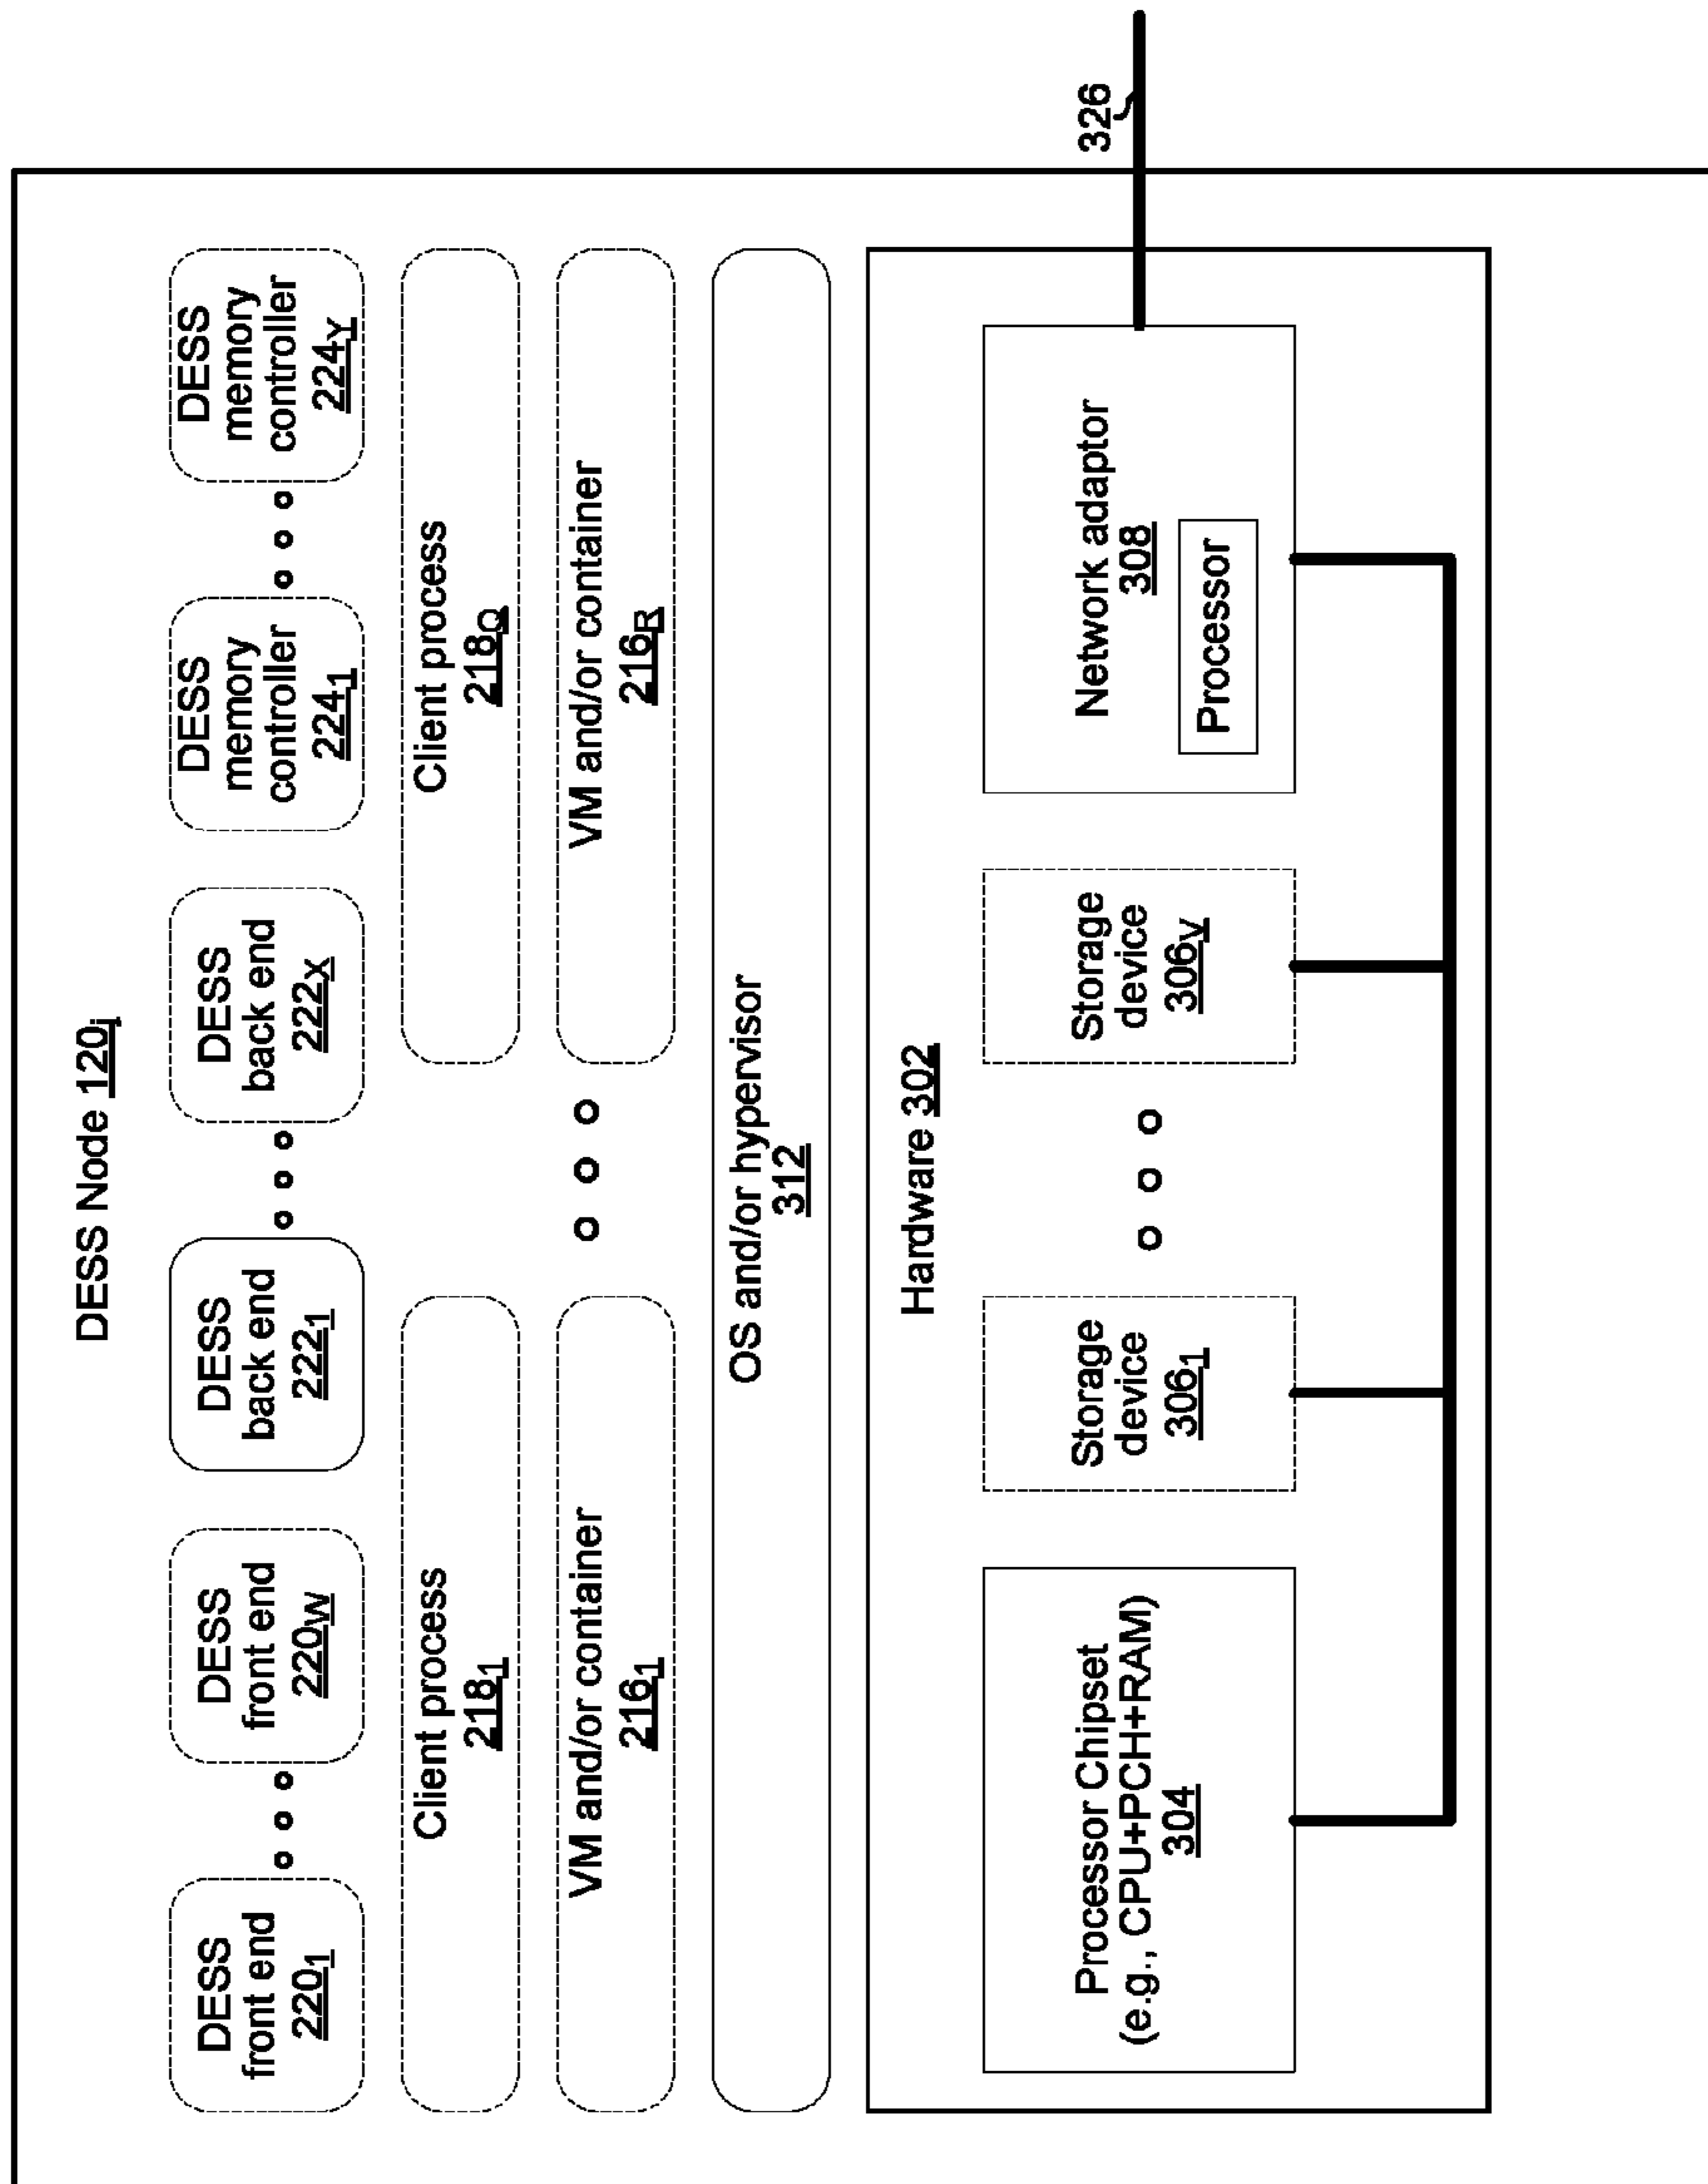 DESS Node 120j
DESS
front end
220₁
DESS
front end
220W
DESS
back end
222₁
DESS
back end
222X
DESS
memory
controller
224₁
DESS
memory
controller
224Y
Client process
218₁
Client process
218Q
VM and/or container
216₁
VM and/or container
216R
OS and/or hypervisor
312
Hardware 302
Processor Chipset
(e.g., CPU+PCH+RAM)
304
Storage
device
306₁
Storage
device
306V
Network adaptor
308
Processor
326